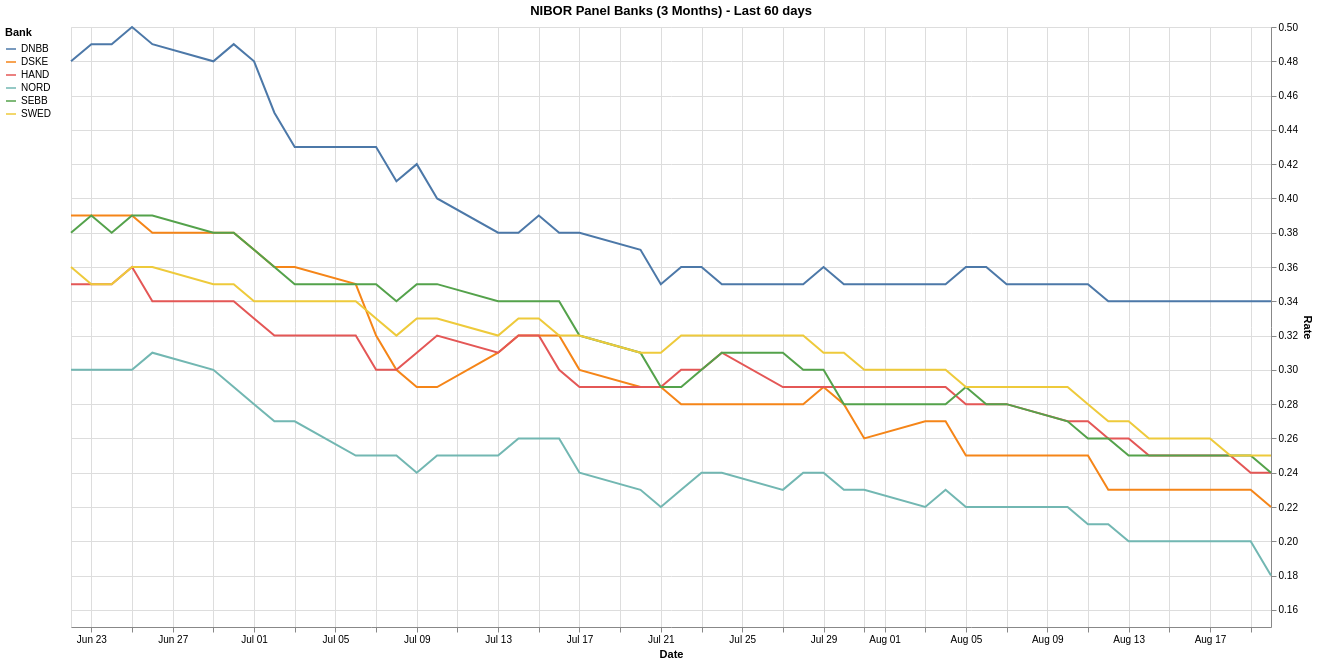 NIBOR Panel Banks (3 Months) - Last 60 days
Bank
DNBB
DSKE
HAND
NORD
SEBB
SWED
0.50
0.48
0.46
0.44
0.42
0.40
0.38
0.36
0.34
0.32
0.30
0.28
0.26
0.24
0.22
0.20
0.18
0.16
Rate
Jun 23 Jun 27 Jul 01 Jul 05 Jul 09 Jul 13 Jul 17 Jul 21 Jul 25 Jul 29 Aug 01 Aug 05 Aug 09 Aug 13 Aug 17
Date